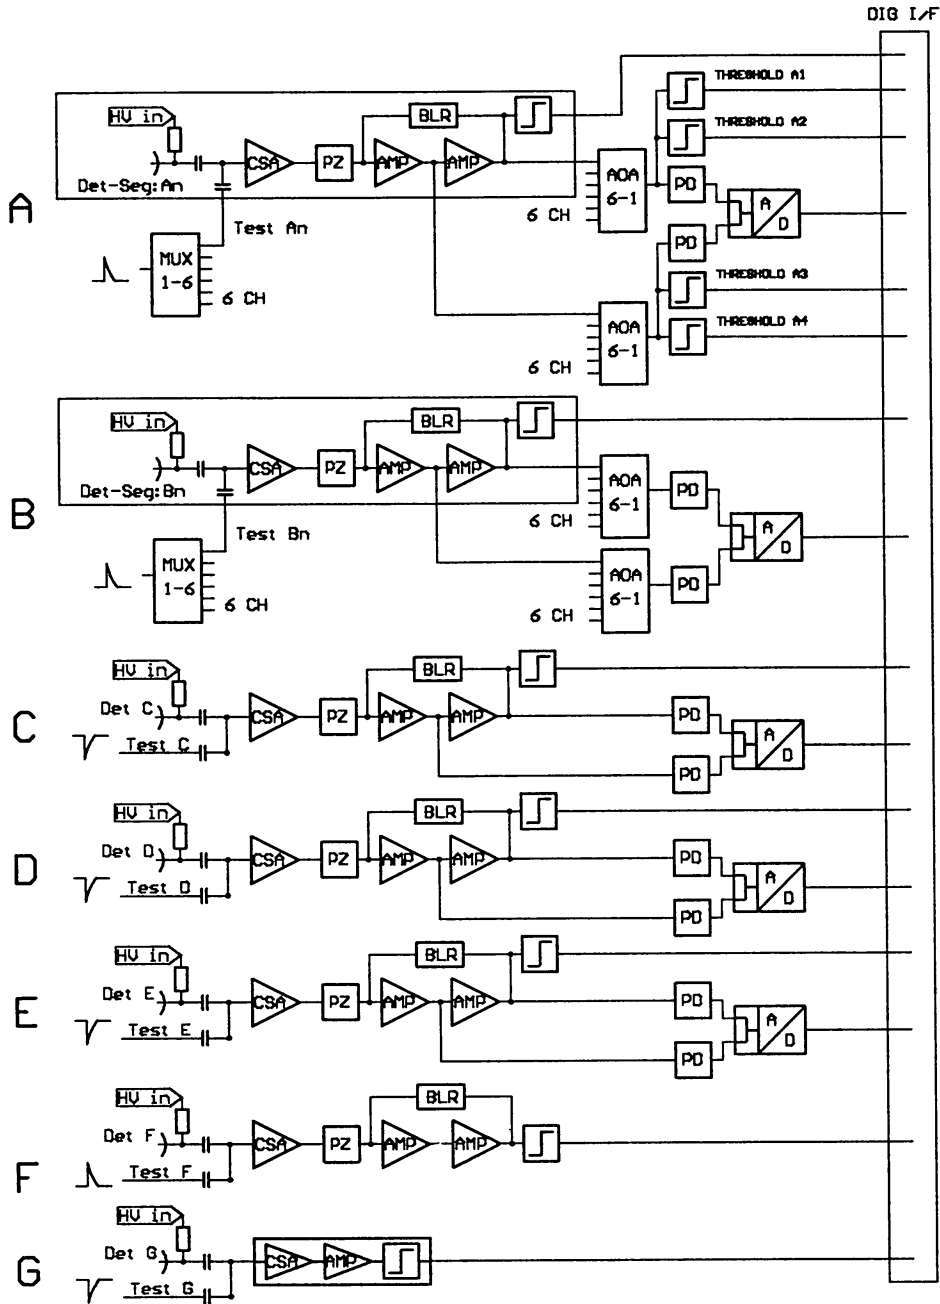 DIG I/F
THRESHOLD A1
HV in
BLR
THRESHOLD A2
CSA
PZ
AMP
AMP
AOA
6-1
PD
Det-Seg:An
A
6 CH
A
D
Test An
MUX
1-6
PD
6 CH
THRESHOLD A3
AOA
6-1
THRESHOLD A4
6 CH
HV in
BLR
CSA
PZ
AMP
AMP
AOA
6-1
PD
Det-Seg:Bn
B
6 CH
A
D
Test Bn
MUX
1-6
AOA
6-1
PD
6 CH
6 CH
HV in
BLR
Det C
C
CSA
PZ
AMP
AMP
PD
A
D
Test C
PD
HV in
BLR
Det D
D
CSA
PZ
AMP
AMP
PD
A
D
Test D
PD
HV in
BLR
Det E
E
CSA
PZ
AMP
AMP
PD
A
D
Test E
PD
HV in
BLR
Det F
F
CSA
PZ
AMP
AMP
Test F
HV in
Det G
G
CSA
AMP
Test G